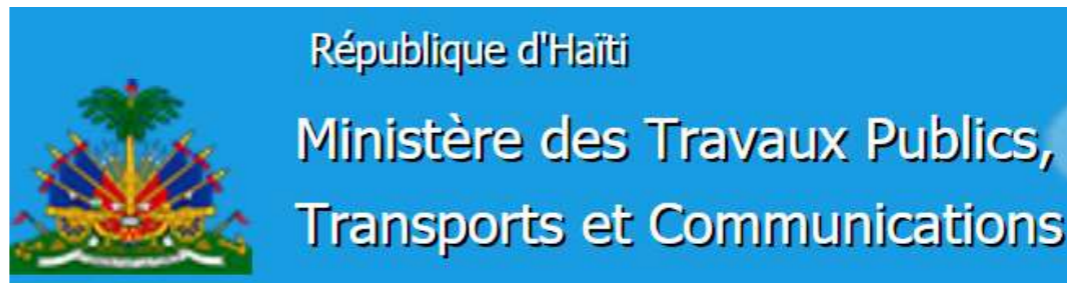 République d'Haïti
Ministère des Travaux Publics,
Transports et Communications